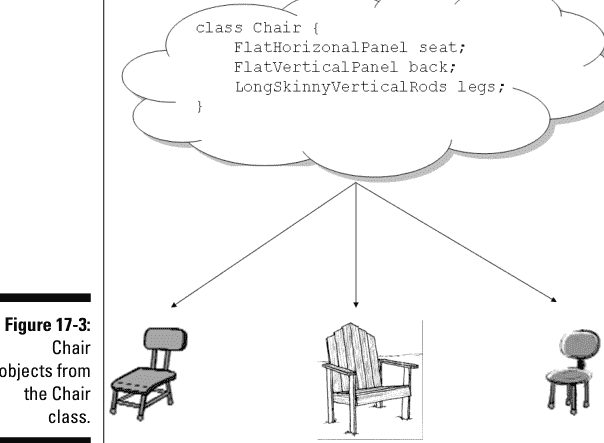 class Chair {
FlatHorizonalPanel seat;
FlatVerticalPanel back;
LongSkinnyVerticalRods legs;
}
Figure 17-3:
Chair
objects from
the Chair
class.